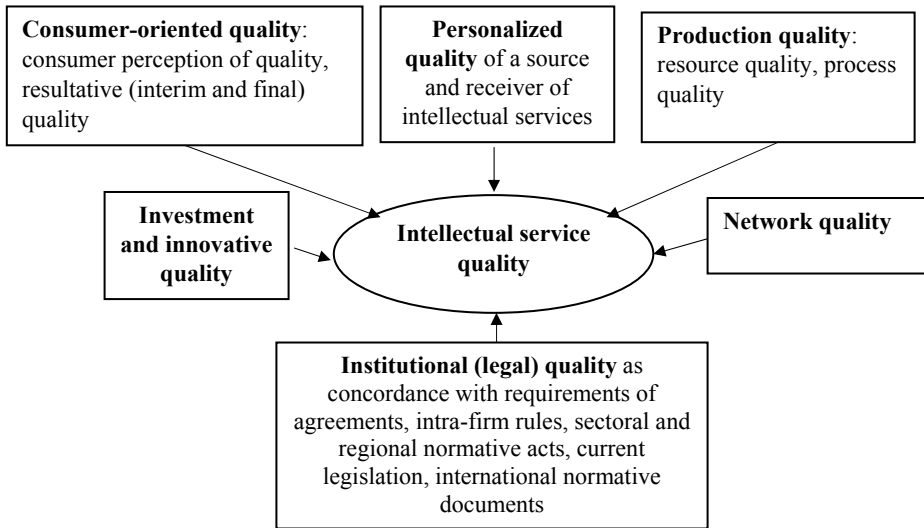 Consumer-oriented quality:
consumer perception of quality,
resultative (interim and final)
quality
Personalized
quality of a source
and receiver of
intellectual services
Production quality:
resource quality, process
quality
Investment
and innovative
quality
Intellectual service
quality
Network quality
Institutional (legal) quality as
concordance with requirements of
agreements, intra-firm rules, sectoral and
regional normative acts, current
legislation, international normative
documents